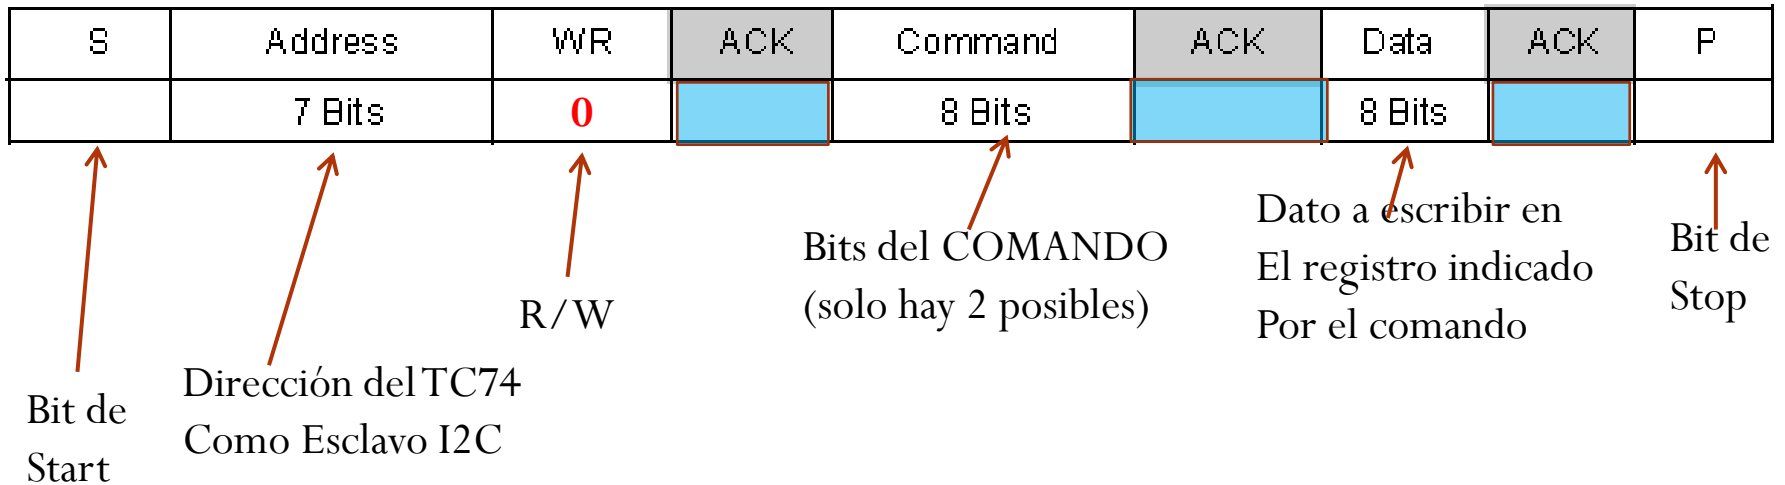 S Address WR ACK Command ACK Data ACK P
7 Bits 0 8 Bits 8 Bits
Bit de
Start
Dirección del TC74
Como Esclavo I2C
R/W
Bits del COMANDO
(solo hay 2 posibles)
Dato a escribir en
El registro indicado
Por el comando
Bit de
Stop